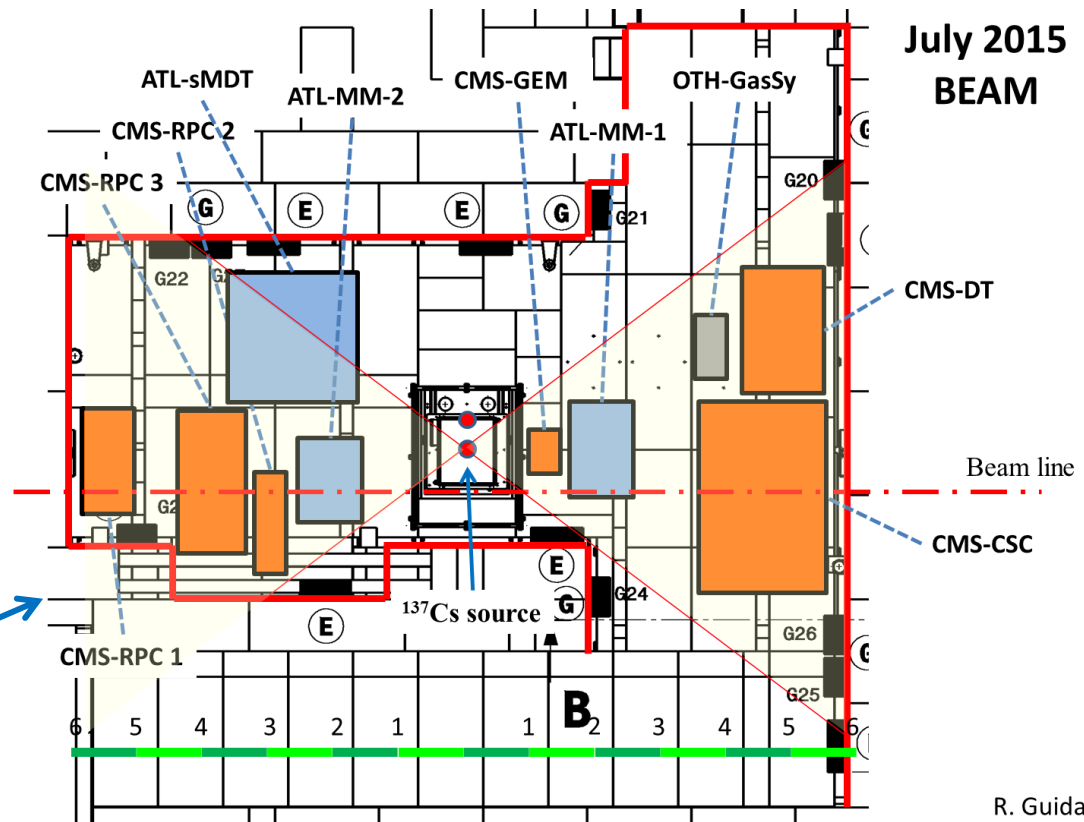 July 2015
BEAM
ATL-sMDT
ATL-MM-2
CMS-GEM
OTH-GasSy
CMS-RPC 2
ATL-MM-1
CMS-RPC 3
G
E
E
G
G
G20
G21
G22
CMS-DT
Beam line
CMS-CSC
E
G24
G
137Cs source
E
G26
G
CMS-RPC 1
G25
B
6 5 4 3 2 1 1 2 3 4 5 6
R. Guida